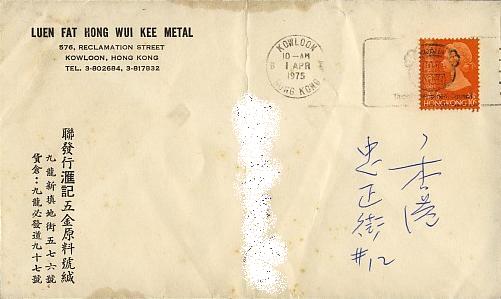 LUEN FAT HONG WUI KEE METAL
576, RECLAMATION STREET
KOWLOON, HONG KONG
TEL. 3-802684, 3-817832
KOWLOON
10-AM
1 APR
1975
HONG KONG
HONG KONG
聯發行滙記五金原料號緘
九龍新填地街五七六號
貨倉：九龍必發道九十七號
香港
忠正街
#12